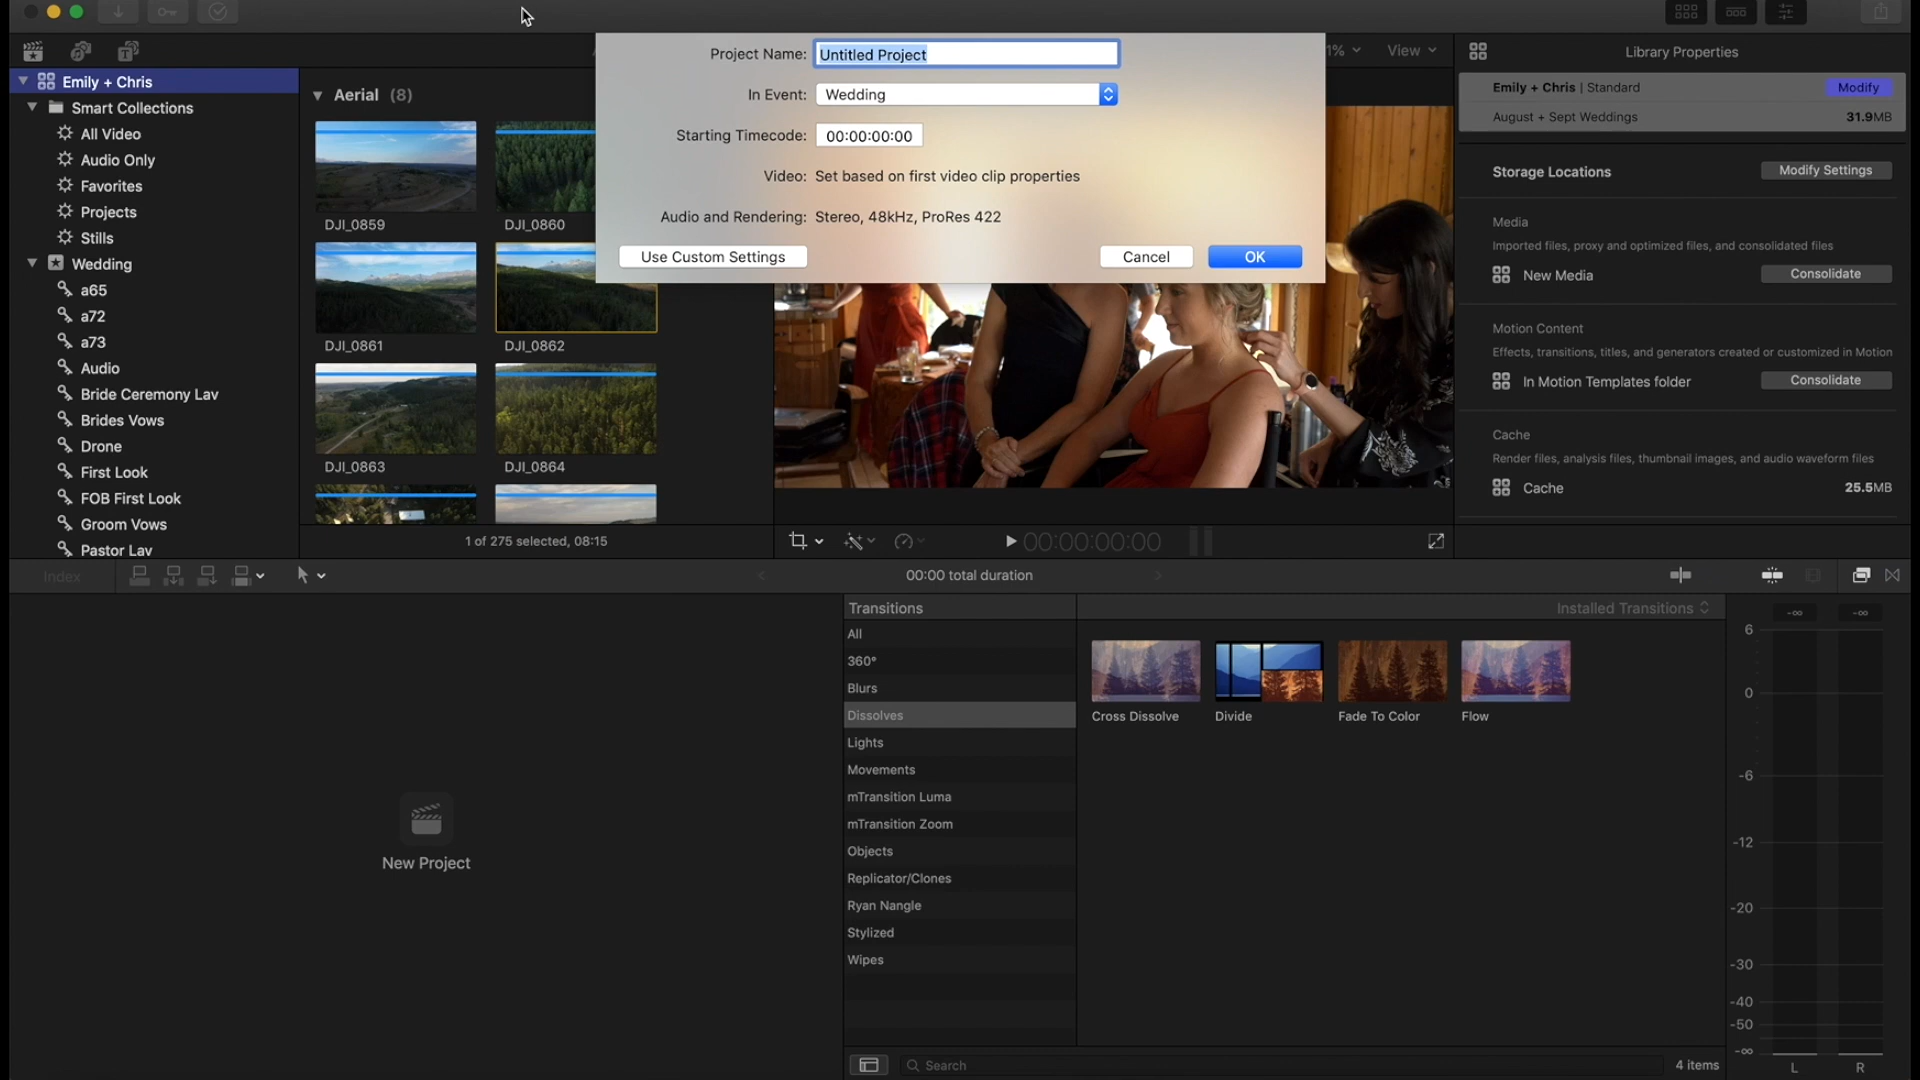 Project Name: Untitled Project
In Event: Wedding
Starting Timecode: 00:00:00:00
Video: Set based on first video clip properties
Audio and Rendering: Stereo, 48kHz, ProRes 422
Use Custom Settings
Cancel
OK
View
Library Properties
Emily + Chris
Smart Collections
All Video
Audio Only
Favorites
Projects
Stills
Wedding
a65
a72
a73
Audio
Bride Ceremony Lav
Brides Vows
Drone
First Look
FOB First Look
Groom Vows
Pastor Lav
Aerial (8)
DJI_0859
DJI_0860
DJI_0861
DJI_0862
DJI_0863
DJI_0864
1 of 275 selected, 08:15
00:00:00:00
Emily + Chris | Standard
Modify
August + Sept Weddings
31.9MB
Storage Locations
Modify Settings
Media
Imported files, proxy and optimized files, and consolidated files
New Media
Consolidate
Motion Content
Effects, transitions, titles, and generators created or customized in Motion
In Motion Templates folder
Consolidate
Cache
Render files, analysis files, thumbnail images, and audio waveform files
Cache
25.5MB
Index
00:00 total duration
New Project
Transitions
All
360°
Blurs
Dissolves
Lights
Movements
mTransition Luma
mTransition Zoom
Objects
Replicator/Clones
Ryan Nangle
Stylized
Wipes
Installed Transitions
Cross Dissolve
Divide
Fade To Color
Flow
Search
4 items
-∞
-∞
6
0
-6
-12
-20
-30
-40
-50
-∞
L
R